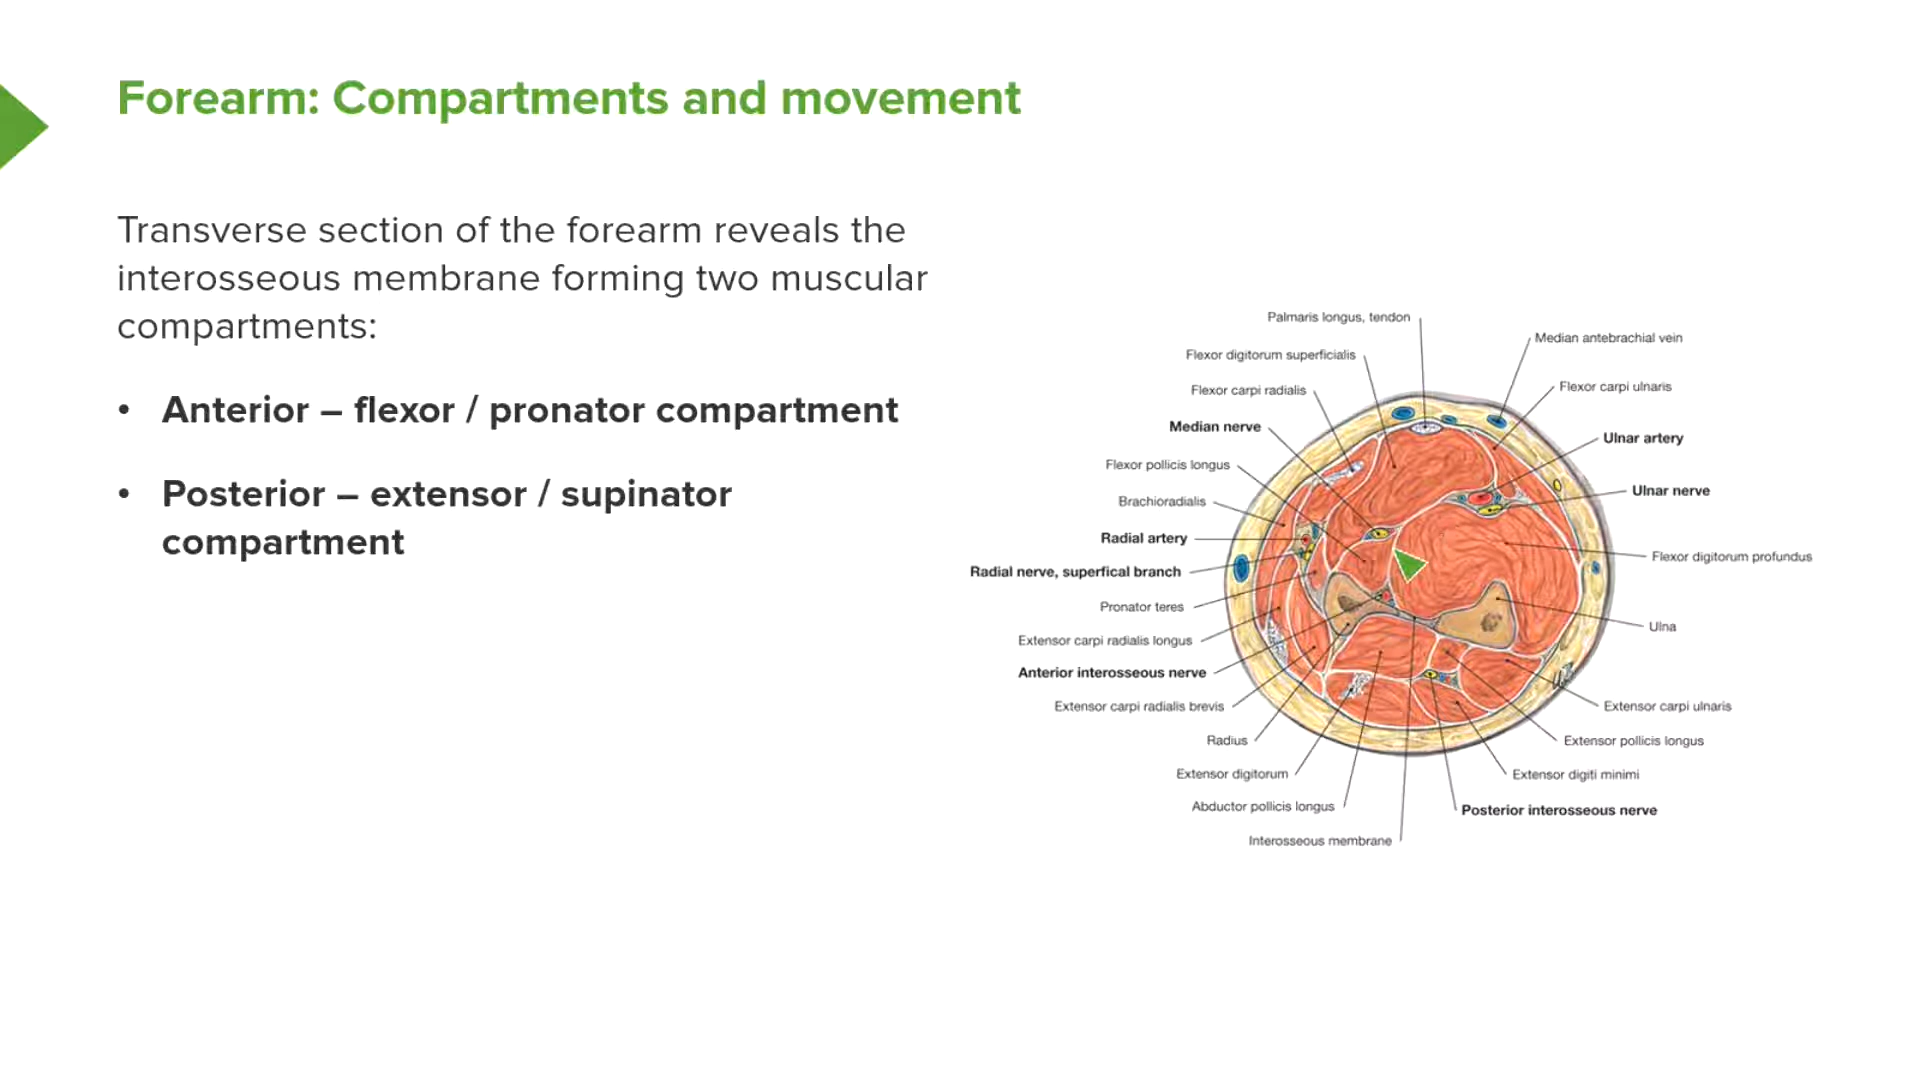 Forearm: Compartments and movement
Transverse section of the forearm reveals the
interosseous membrane forming two muscular
compartments:
• Anterior – flexor / pronator compartment
• Posterior – extensor / supinator
compartment
Palmaris longus, tendon
Flexor digitorum superficialis
Flexor carpi radialis
Median nerve
Flexor pollicis longus
Brachioradialis
Radial artery
Radial nerve, superfical branch
Pronator teres
Extensor carpi radialis longus
Anterior interosseous nerve
Extensor carpi radialis brevis
Radius
Extensor digitorum
Abductor pollicis longus
Interosseous membrane
Median antebrachial vein
Flexor carpi ulnaris
Ulnar artery
Ulnar nerve
Flexor digitorum profundus
Ulna
Extensor carpi ulnaris
Extensor pollicis longus
Extensor digiti minimi
Posterior interosseous nerve